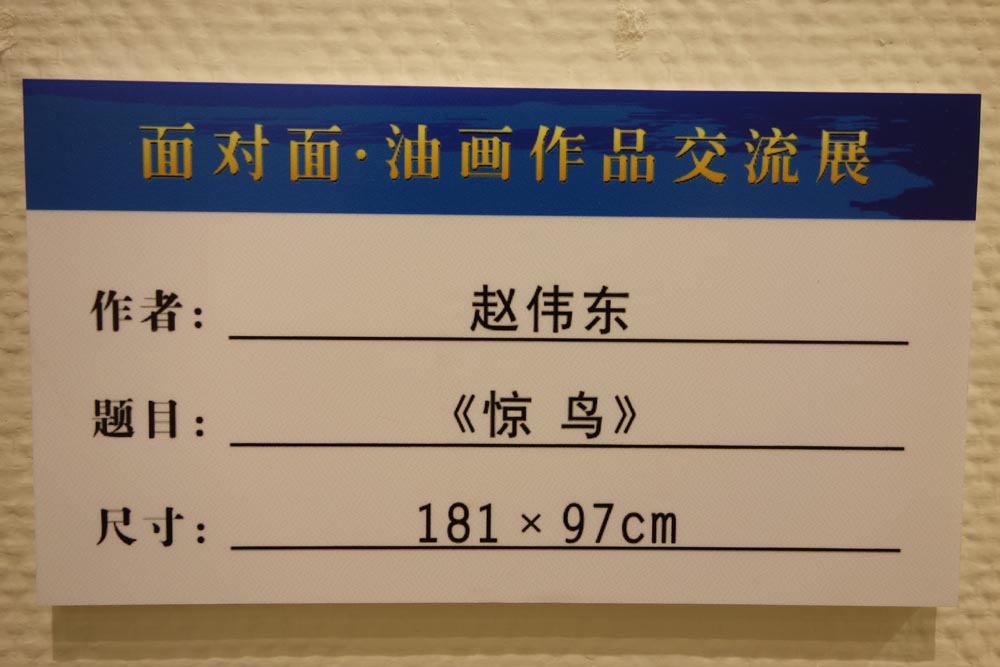 面对面·油画作品交流展
作者：赵伟东
题目：《惊 鸟》
尺寸：181×97cm